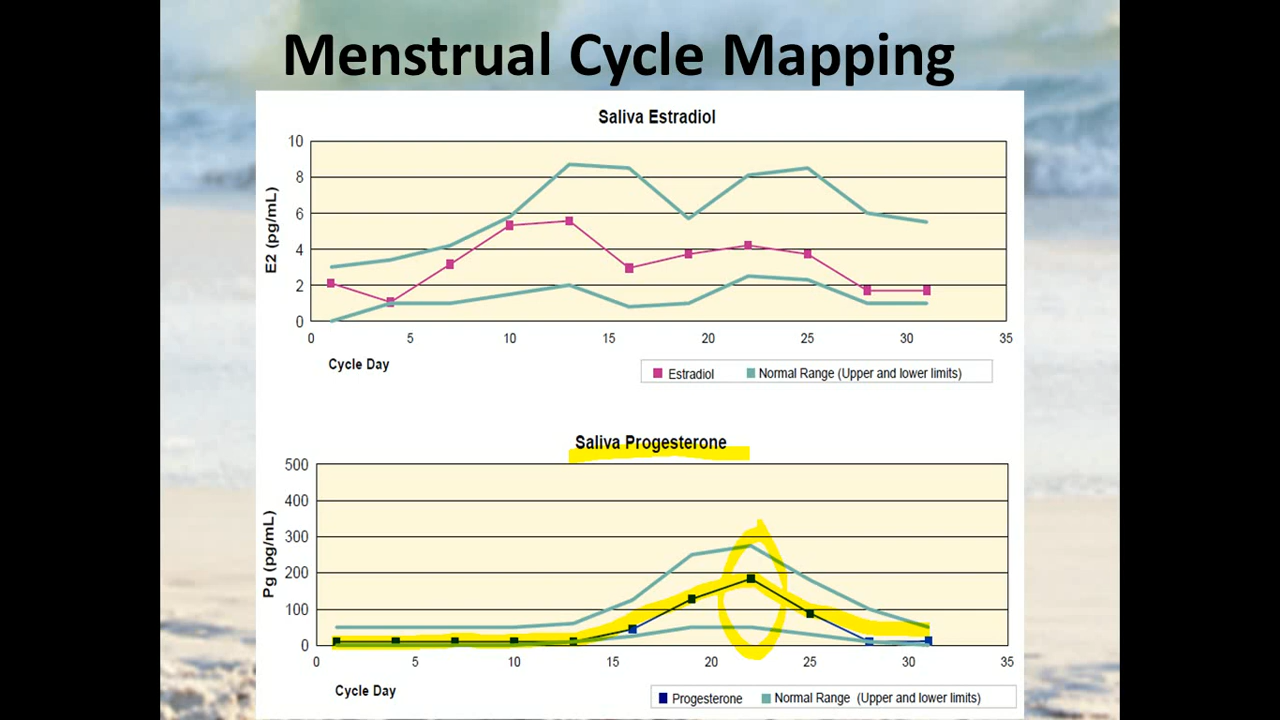 Menstrual Cycle Mapping
Saliva Estradiol
10
8
6
4
2
0
E2 (pg/mL)
0 5 10 15 20 25 30 35
Cycle Day
Estradiol Normal Range (Upper and lower limits)
Saliva Progesterone
500
400
300
200
100
0
Pg (pg/mL)
0 5 10 15 20 25 30 35
Cycle Day
Progesterone Normal Range (Upper and lower limits)